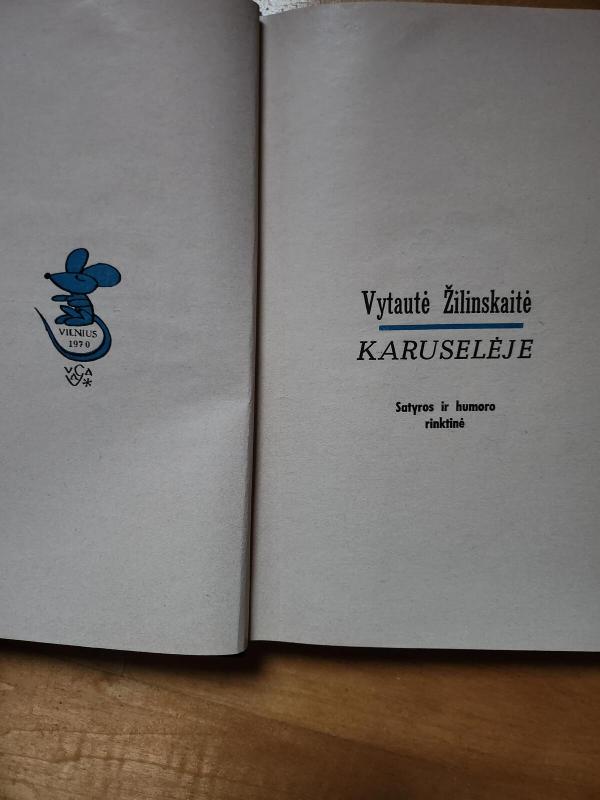 VILNIUS
1970
Vytautė Žilinskaitė
KARUSELĖJE
Satyros ir humoro
rinktinė